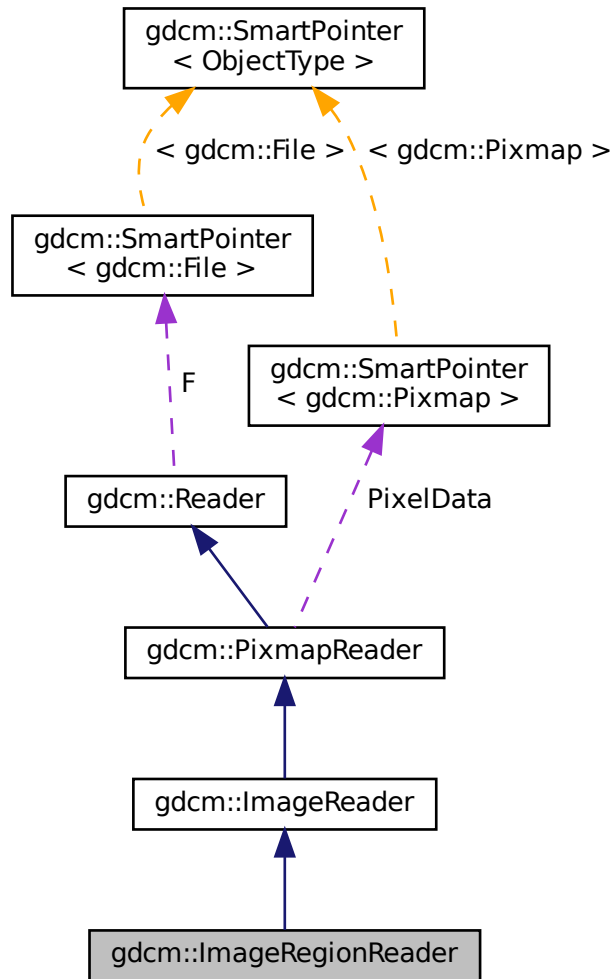 gdcm::SmartPointer
< ObjectType >
< gdcm::File >
< gdcm::Pixmap >
gdcm::SmartPointer
< gdcm::File >
gdcm::SmartPointer
< gdcm::Pixmap >
F
gdcm::Reader
PixelData
gdcm::PixmapReader
gdcm::ImageReader
gdcm::ImageRegionReader